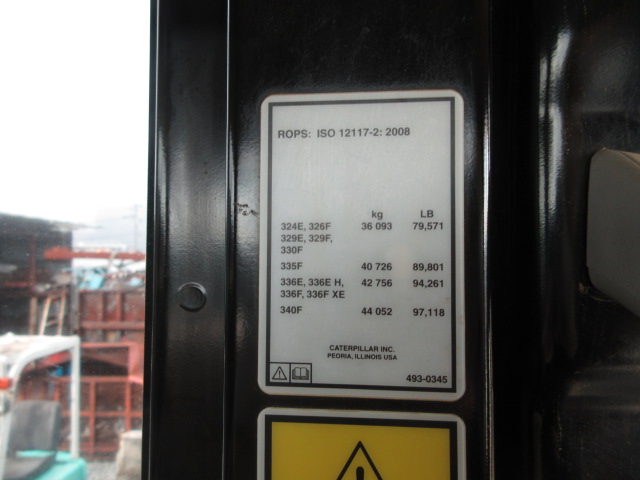 ROPS: ISO 12117-2: 2008
kg LB
324E, 326F 36 093 79,571
329E, 329F,
330F
335F 40 726 89,801
336E, 336E H, 42 756 94,261
336F, 336F XE
340F 44 052 97,118
CATERPILLAR INC.
PEORIA, ILLINOIS USA
493-0345